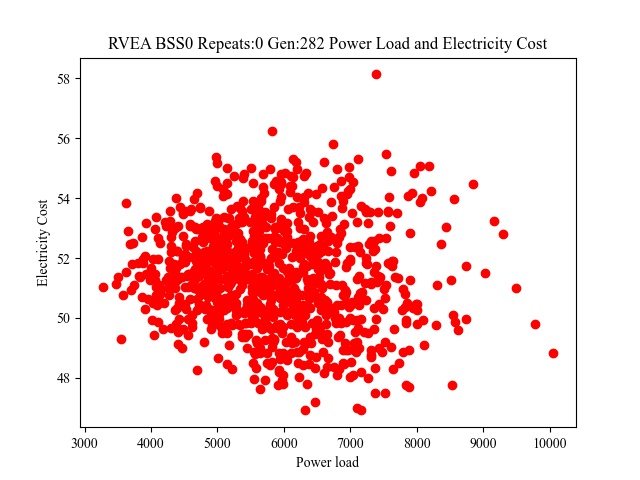 RVEA BSS0 Repeats:0 Gen:282 Power Load and Electricity Cost
58
56
54
52
50
48
Electricity Cost
3000 4000 5000 6000 7000 8000 9000 10000
Power load